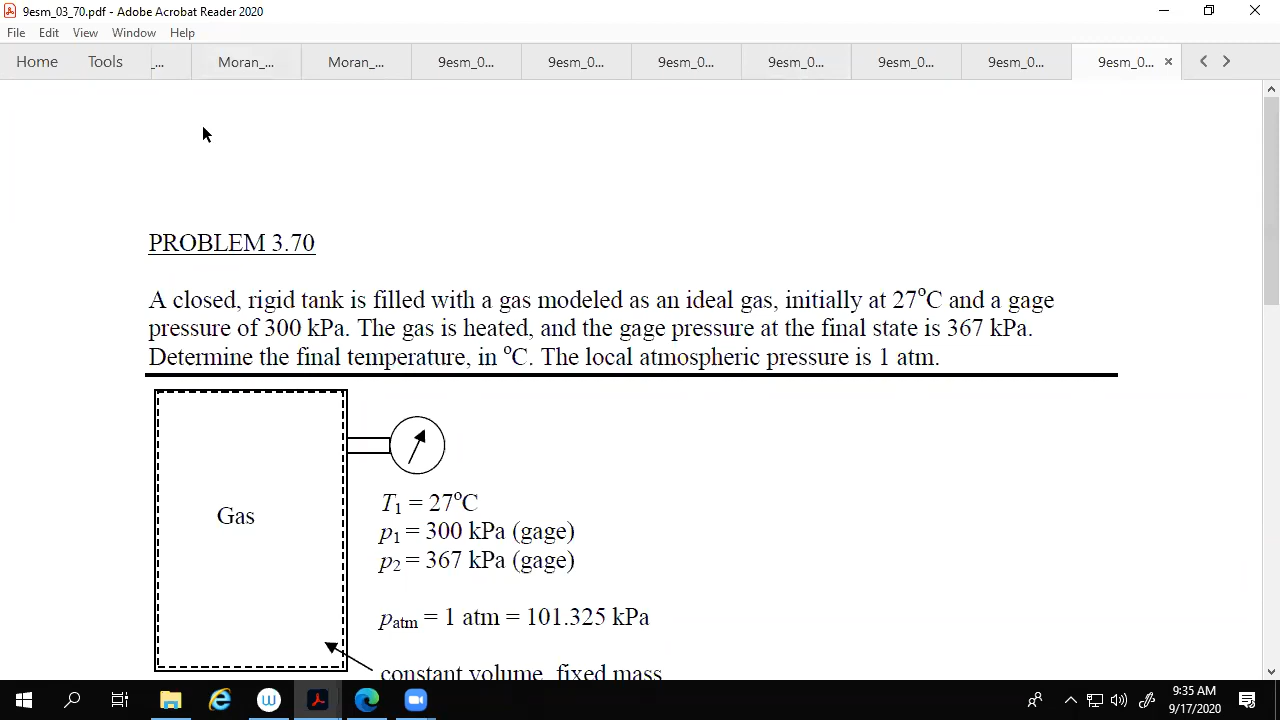 9esm_03_70.pdf - Adobe Acrobat Reader 2020
File Edit View Window Help
Home Tools _... Moran_... Moran_... 9esm_0... 9esm_0... 9esm_0... 9esm_0... 9esm_0... 9esm_0... 9esm_0...
PROBLEM 3.70
A closed, rigid tank is filled with a gas modeled as an ideal gas, initially at 27°C and a gage
pressure of 300 kPa. The gas is heated, and the gage pressure at the final state is 367 kPa.
Determine the final temperature, in °C. The local atmospheric pressure is 1 atm.
Gas
T1 = 27°C
p1 = 300 kPa (gage)
p2 = 367 kPa (gage)
patm = 1 atm = 101.325 kPa
constant volume, fixed mass
9:35 AM
9/17/2020